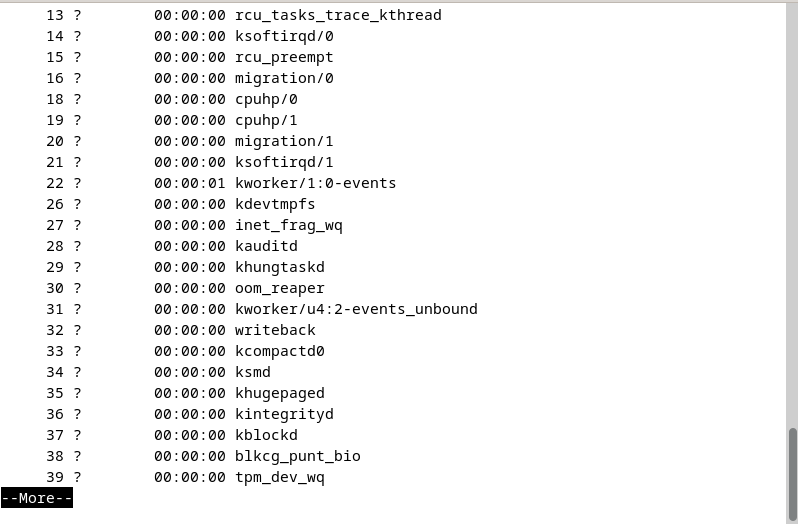 13 ?        00:00:00 rcu_tasks_trace_kthread
14 ?        00:00:00 ksoftirqd/0
15 ?        00:00:00 rcu_preempt
16 ?        00:00:00 migration/0
18 ?        00:00:00 cpuhp/0
19 ?        00:00:00 cpuhp/1
20 ?        00:00:00 migration/1
21 ?        00:00:00 ksoftirqd/1
22 ?        00:00:01 kworker/1:0-events
26 ?        00:00:00 kdevtmpfs
27 ?        00:00:00 inet_frag_wq
28 ?        00:00:00 kauditd
29 ?        00:00:00 khungtaskd
30 ?        00:00:00 oom_reaper
31 ?        00:00:00 kworker/u4:2-events_unbound
32 ?        00:00:00 writeback
33 ?        00:00:00 kcompactd0
34 ?        00:00:00 ksmd
35 ?        00:00:00 khugepaged
36 ?        00:00:00 kintegrityd
37 ?        00:00:00 kblockd
38 ?        00:00:00 blkcg_punt_bio
39 ?        00:00:00 tpm_dev_wq
--More--